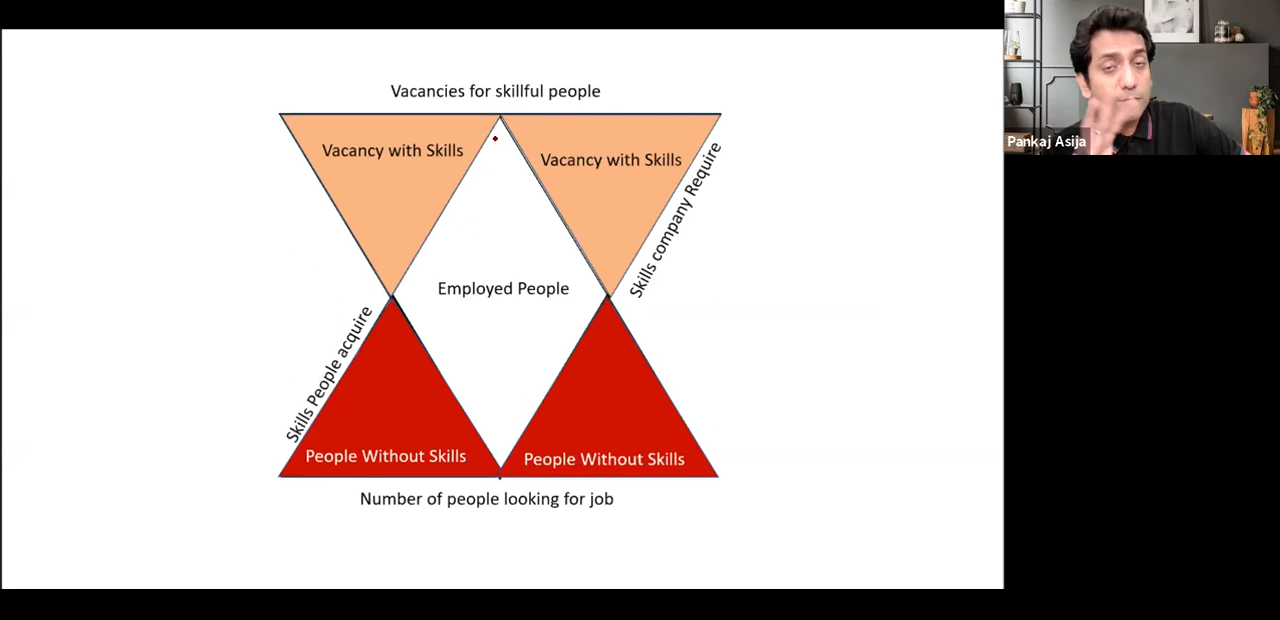 Vacancies for skillful people
Vacancy with Skills
Vacancy with Skills
Skills company Require
Employed People
Skills People acquire
People Without Skills
People Without Skills
Number of people looking for job
Pankaj Asija